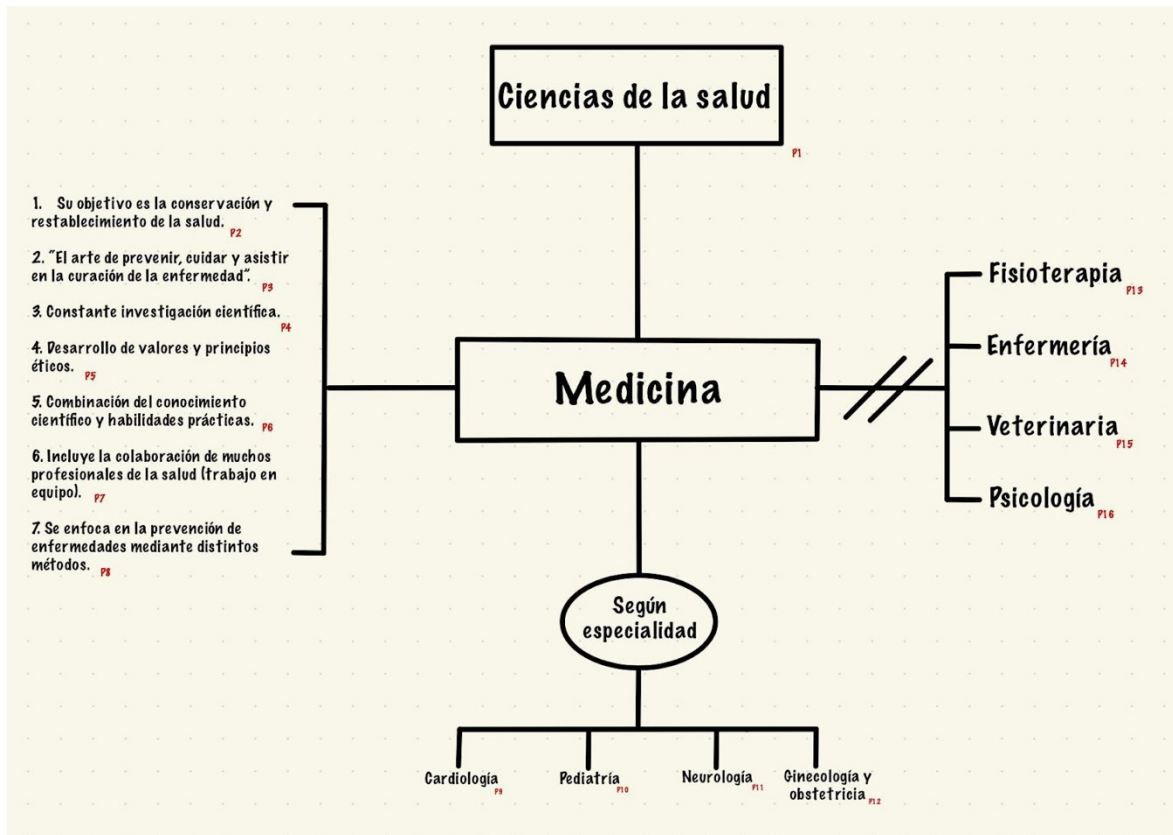 Ciencias de la salud
P1
1. Su objetivo es la conservación y
restablecimiento de la salud. P2
2. “El arte de prevenir, cuidar y asistir
en la curación de la enfermedad”. P3
3. Constante investigación científica. P4
4. Desarrollo de valores y principios
éticos. P5
5. Combinación del conocimiento
científico y habilidades prácticas. P6
6. Incluye la colaboración de muchos
profesionales de la salud (trabajo en
equipo). P7
7. Se enfoca en la prevención de
enfermedades mediante distintos
métodos. P8
Medicina
Fisioterapia P13
Enfermería P14
Veterinaria P15
Psicología P16
Según
especialidad
Cardiología P9
Pediatría P10
Neurología P11
Ginecología y
obstetricia P12